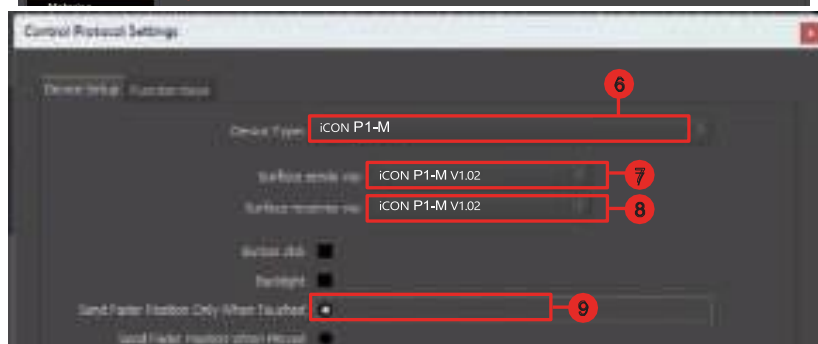 Control Protocol Settings
Device Setup Function Keys
6
Device Type: iCON P1-M
Surface sends via: iCON P1-M V1.02 7
Surface receives via: iCON P1-M V1.02 8
Button click
Backlight
Send Fader Position Only When Touched 9
Send Fader Position When Moved